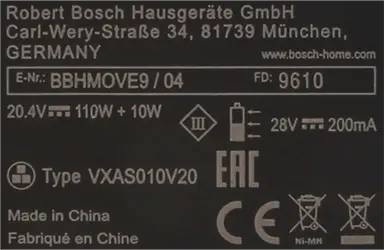 Robert Bosch Hausgeräte GmbH
Carl-Wery-Straße 34, 81739 München,
GERMANY
www.bosch-home.com
E-Nr.: BBHMOVE9 / 04 FD: 9610
20.4V⎓ 110W + 10W III 28V⎓ 200mA
Type VXAS010V20 EAC
Made in China
Fabriqué en Chine CE Ni-MH